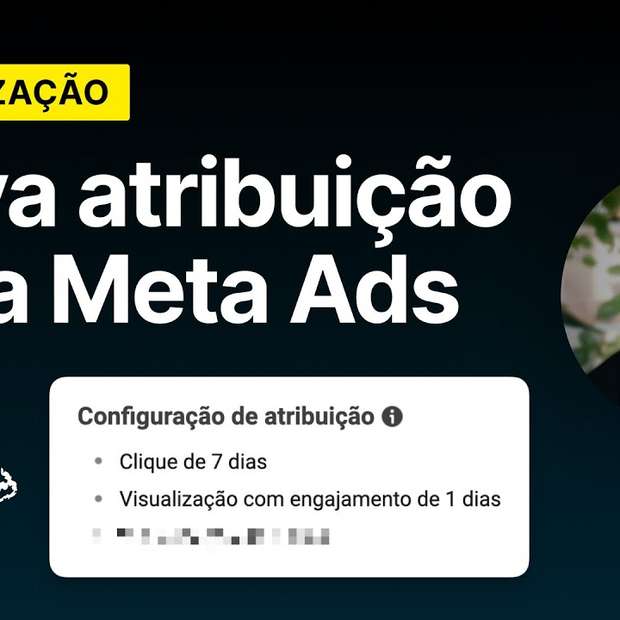 ZAÇÃO
va atribuição
a Meta Ads
Configuração de atribuição
Clique de 7 dias
Visualização com engajamento de 1 dias